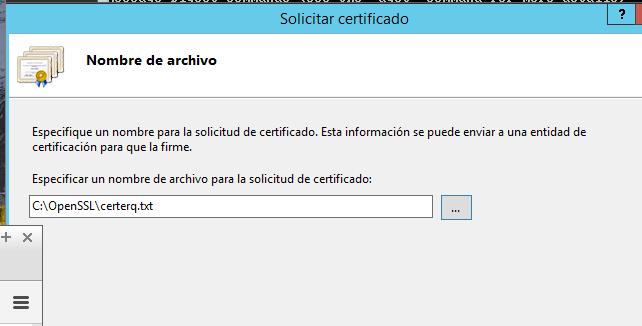 Solicitar certificado
?
Nombre de archivo
Especifique un nombre para la solicitud de certificado. Esta información se puede enviar a una entidad de
certificación para que la firme.
Especificar un nombre de archivo para la solicitud de certificado:
C:\OpenSSL\certerq.txt
...